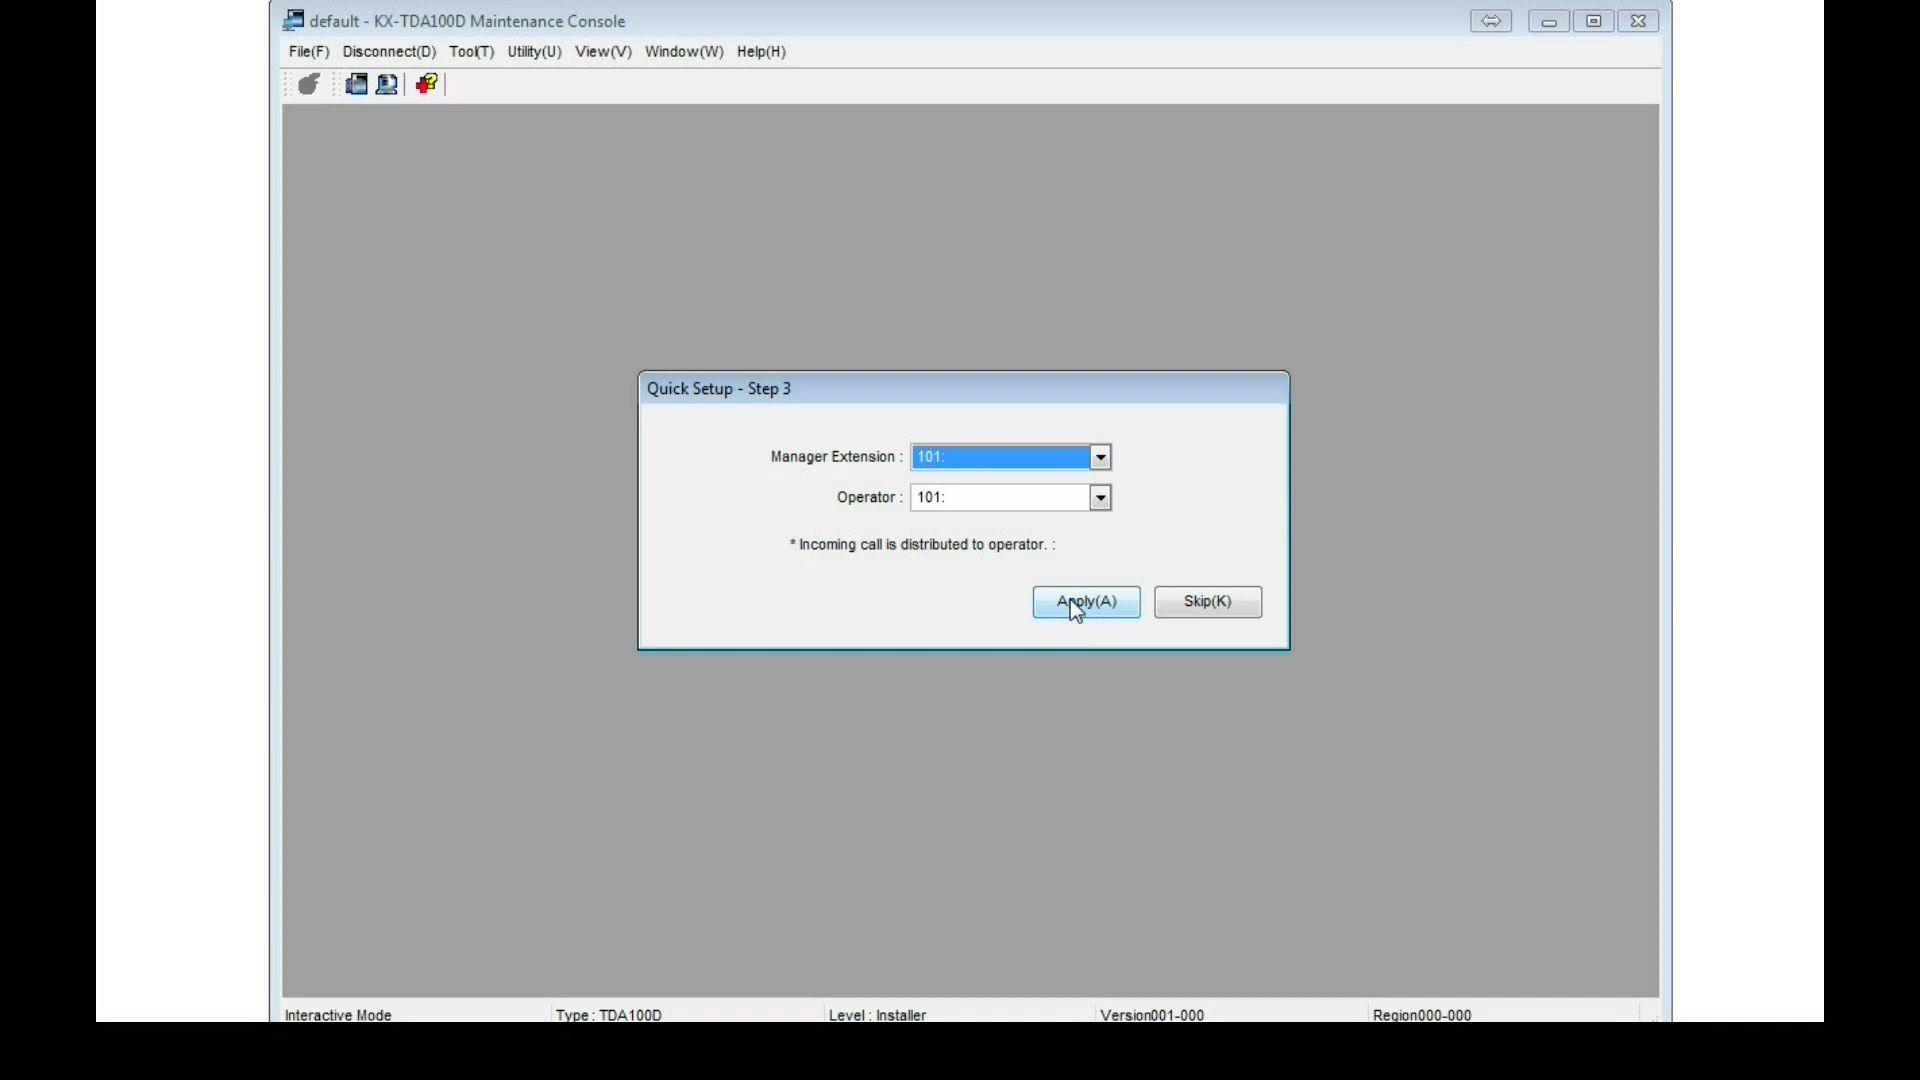 default - KX-TDA100D Maintenance Console
File(F) Disconnect(D) Tool(T) Utility(U) View(V) Window(W) Help(H)
Quick Setup - Step 3
Manager Extension : 101:
Operator : 101:
* Incoming call is distributed to operator. :
Apply(A) Skip(K)
Interactive Mode Type : TDA100D Level : Installer Version001-000 Region000-000